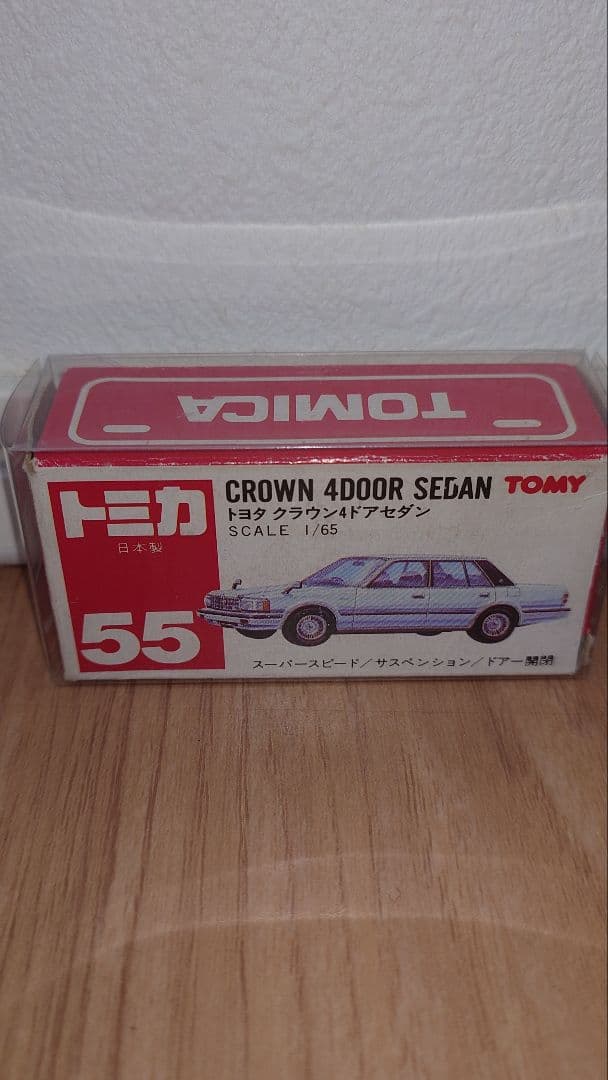 TOMICA
トミカ
日本製
55
CROWN 4DOOR SEDAN
TOMY
トヨタ クラウン4ドアセダン
SCALE 1/65
スーパースピード/サスペンション/ドアー開閉